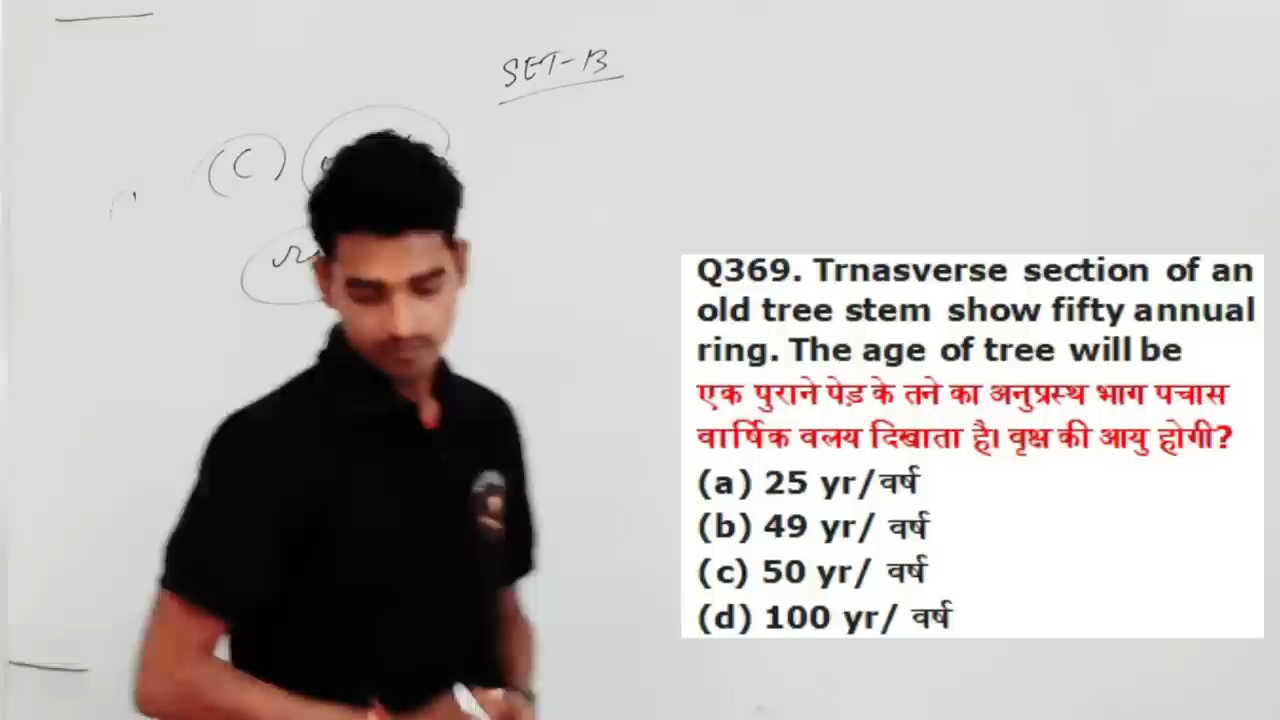 SET-B
(C)
Q369. Trnasverse section of an
old tree stem show fifty annual
ring. The age of tree will be
एक पुराने पेड़ के तने का अनुप्रस्थ भाग पचास
वार्षिक वलय दिखाता है। वृक्ष की आयु होगी?
(a) 25 yr/वर्ष
(b) 49 yr/ वर्ष
(c) 50 yr/ वर्ष
(d) 100 yr/ वर्ष